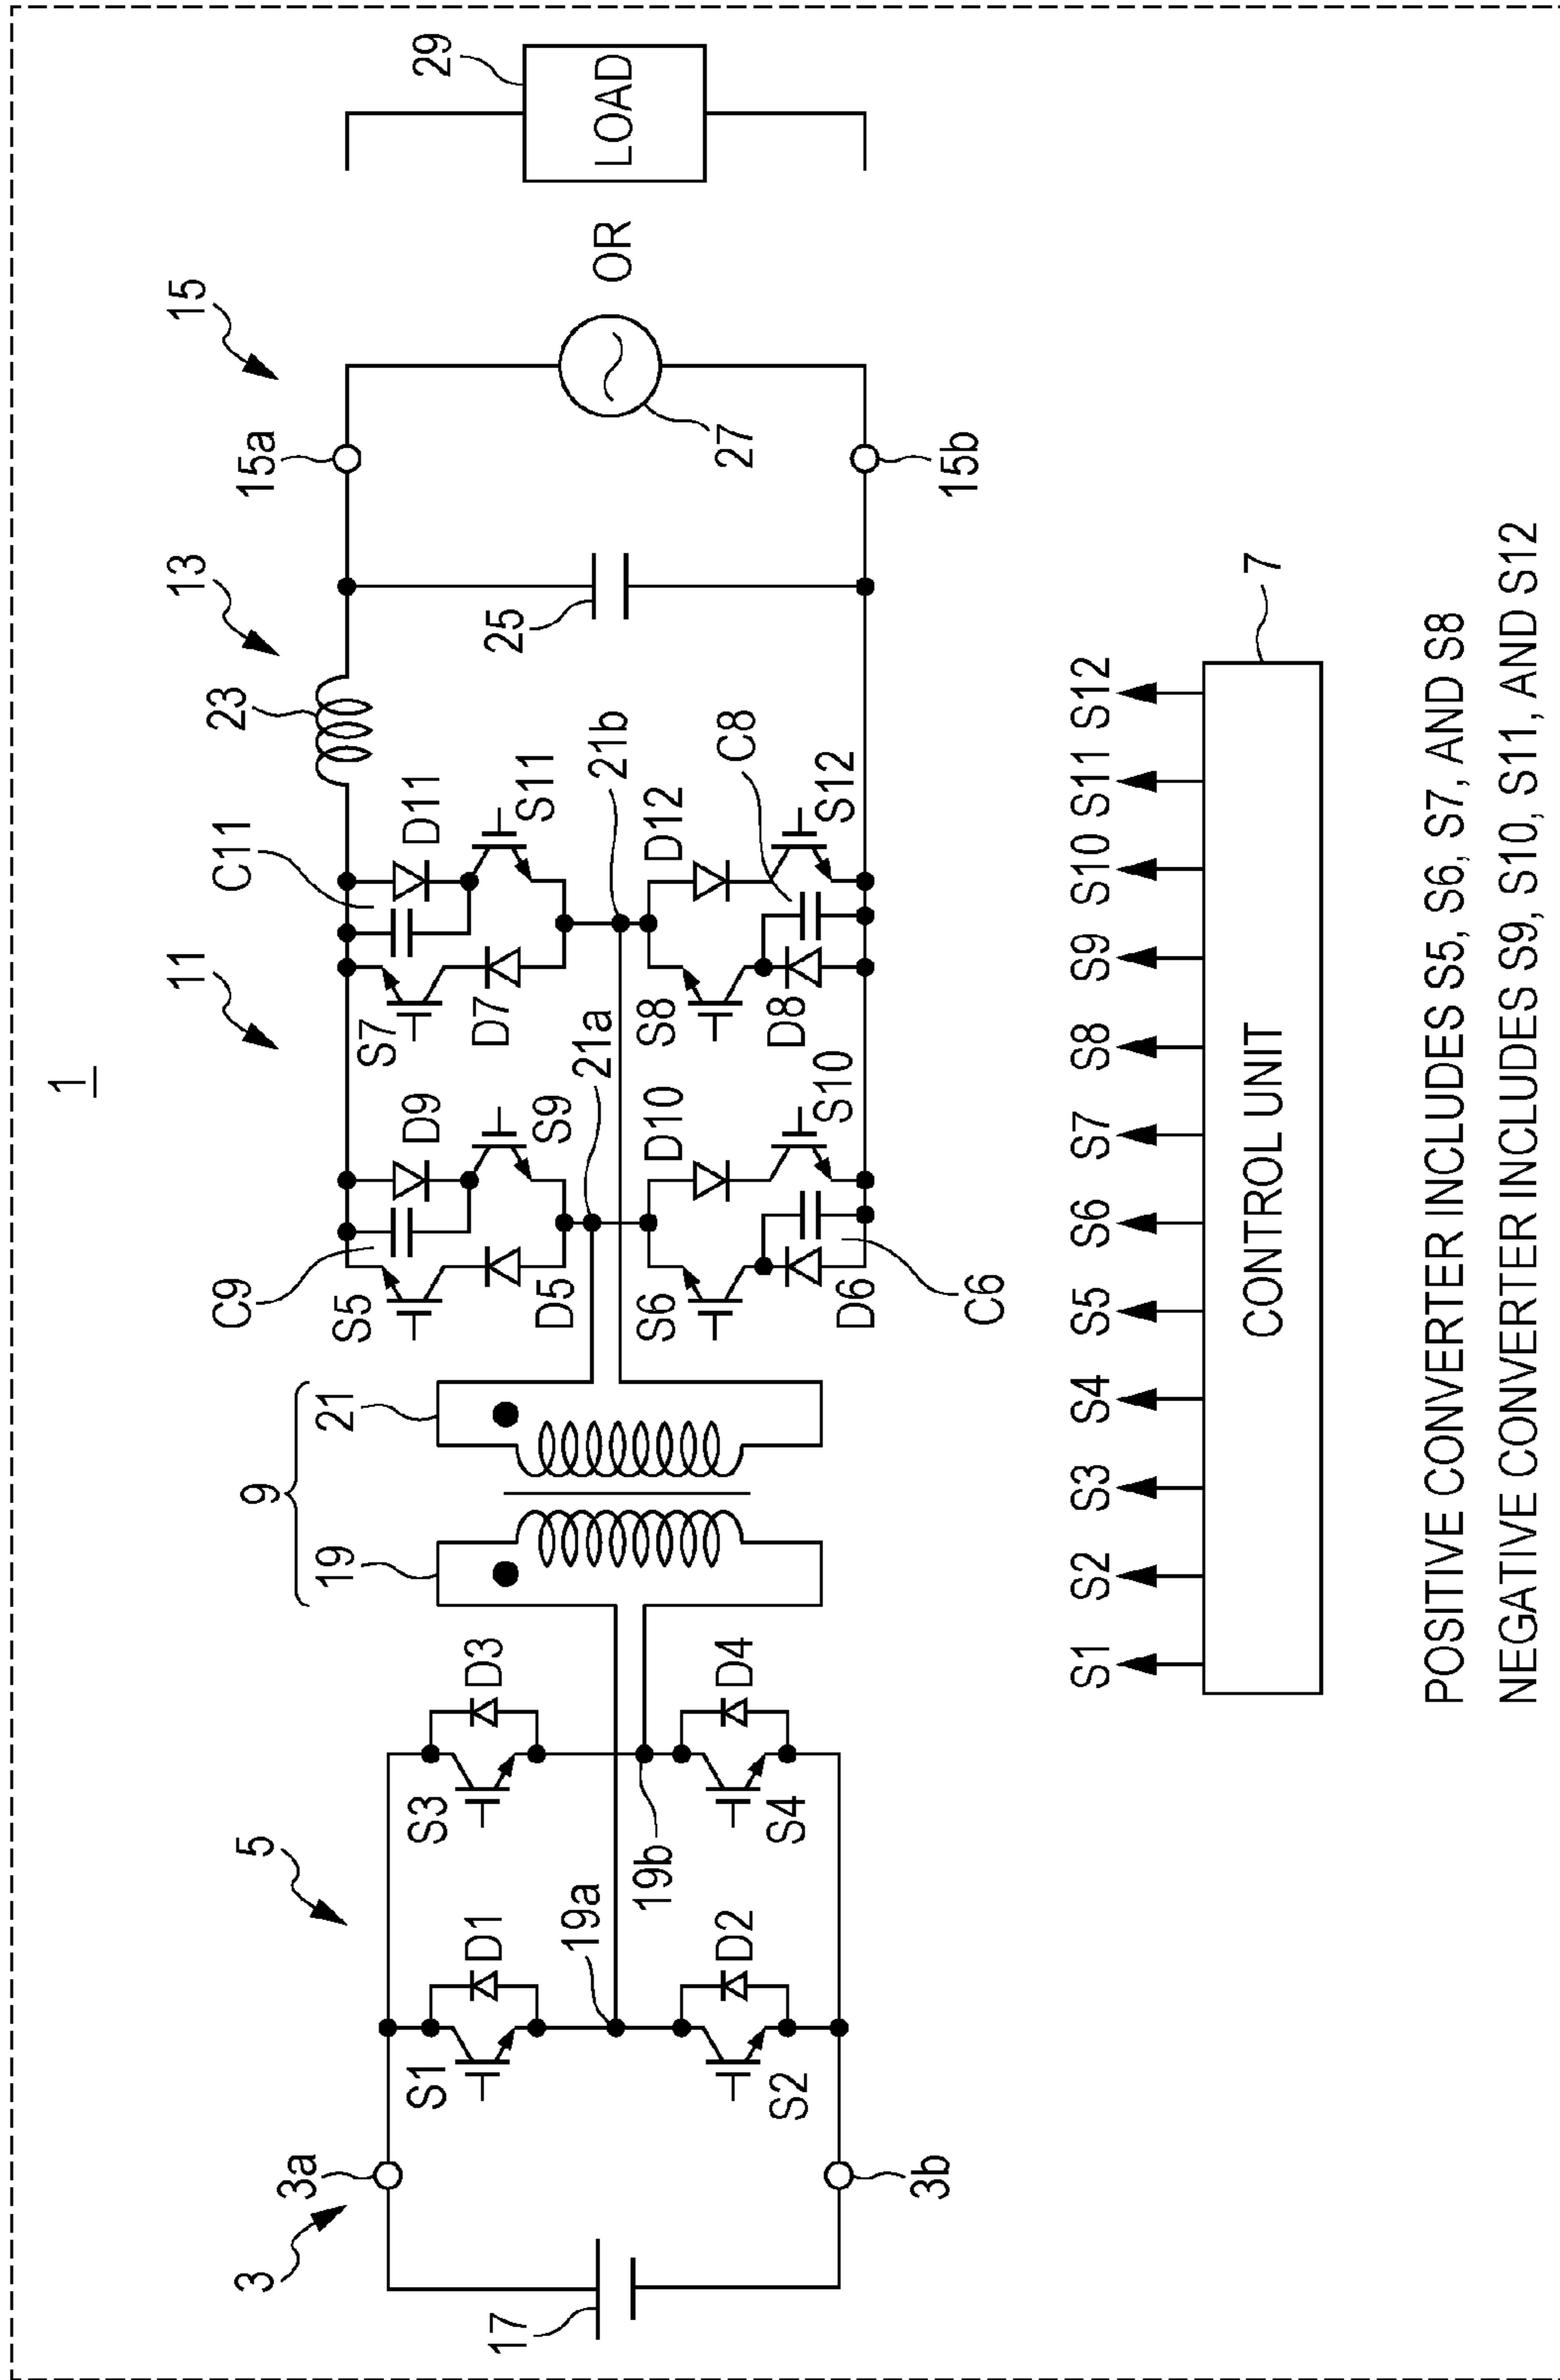 1
3
3a
3b
17
5
S1
D1
S2
D2
S3
D3
S4
D4
19a
19b
9
19
21
11
C9
D9
S5
S9
D5
21a
S6
D10
D6
S10
C6
C11
D11
S7
S11
D7
21b
S8
D12
D8
S12
C8
13
23
25
15
15a
15b
27
OR
29
LOAD
S1 S2 S3 S4 S5 S6 S7 S8 S9 S10 S11 S12
CONTROL UNIT
7
POSITIVE CONVERTER INCLUDES S5, S6, S7, AND S8
NEGATIVE CONVERTER INCLUDES S9, S10, S11, AND S12